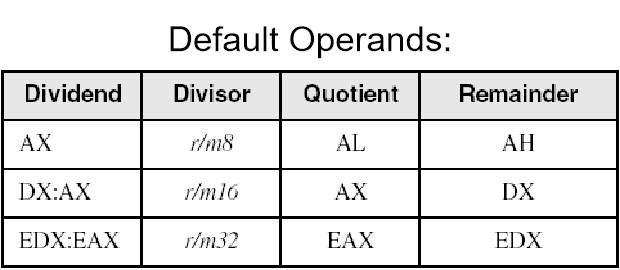 Default Operands:
Dividend Divisor Quotient Remainder
AX r/m8 AL AH
DX:AX r/m16 AX DX
EDX:EAX r/m32 EAX EDX